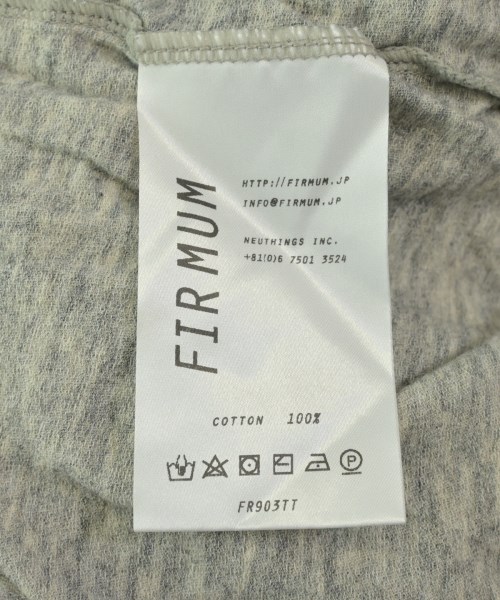 FIRMUM
HTTP://FIRMUM.JP
INFO@FIRMUM.JP
NEUTHINGS INC.
+81(0)6 7501 3524
COTTON 100%
P
FR903TT